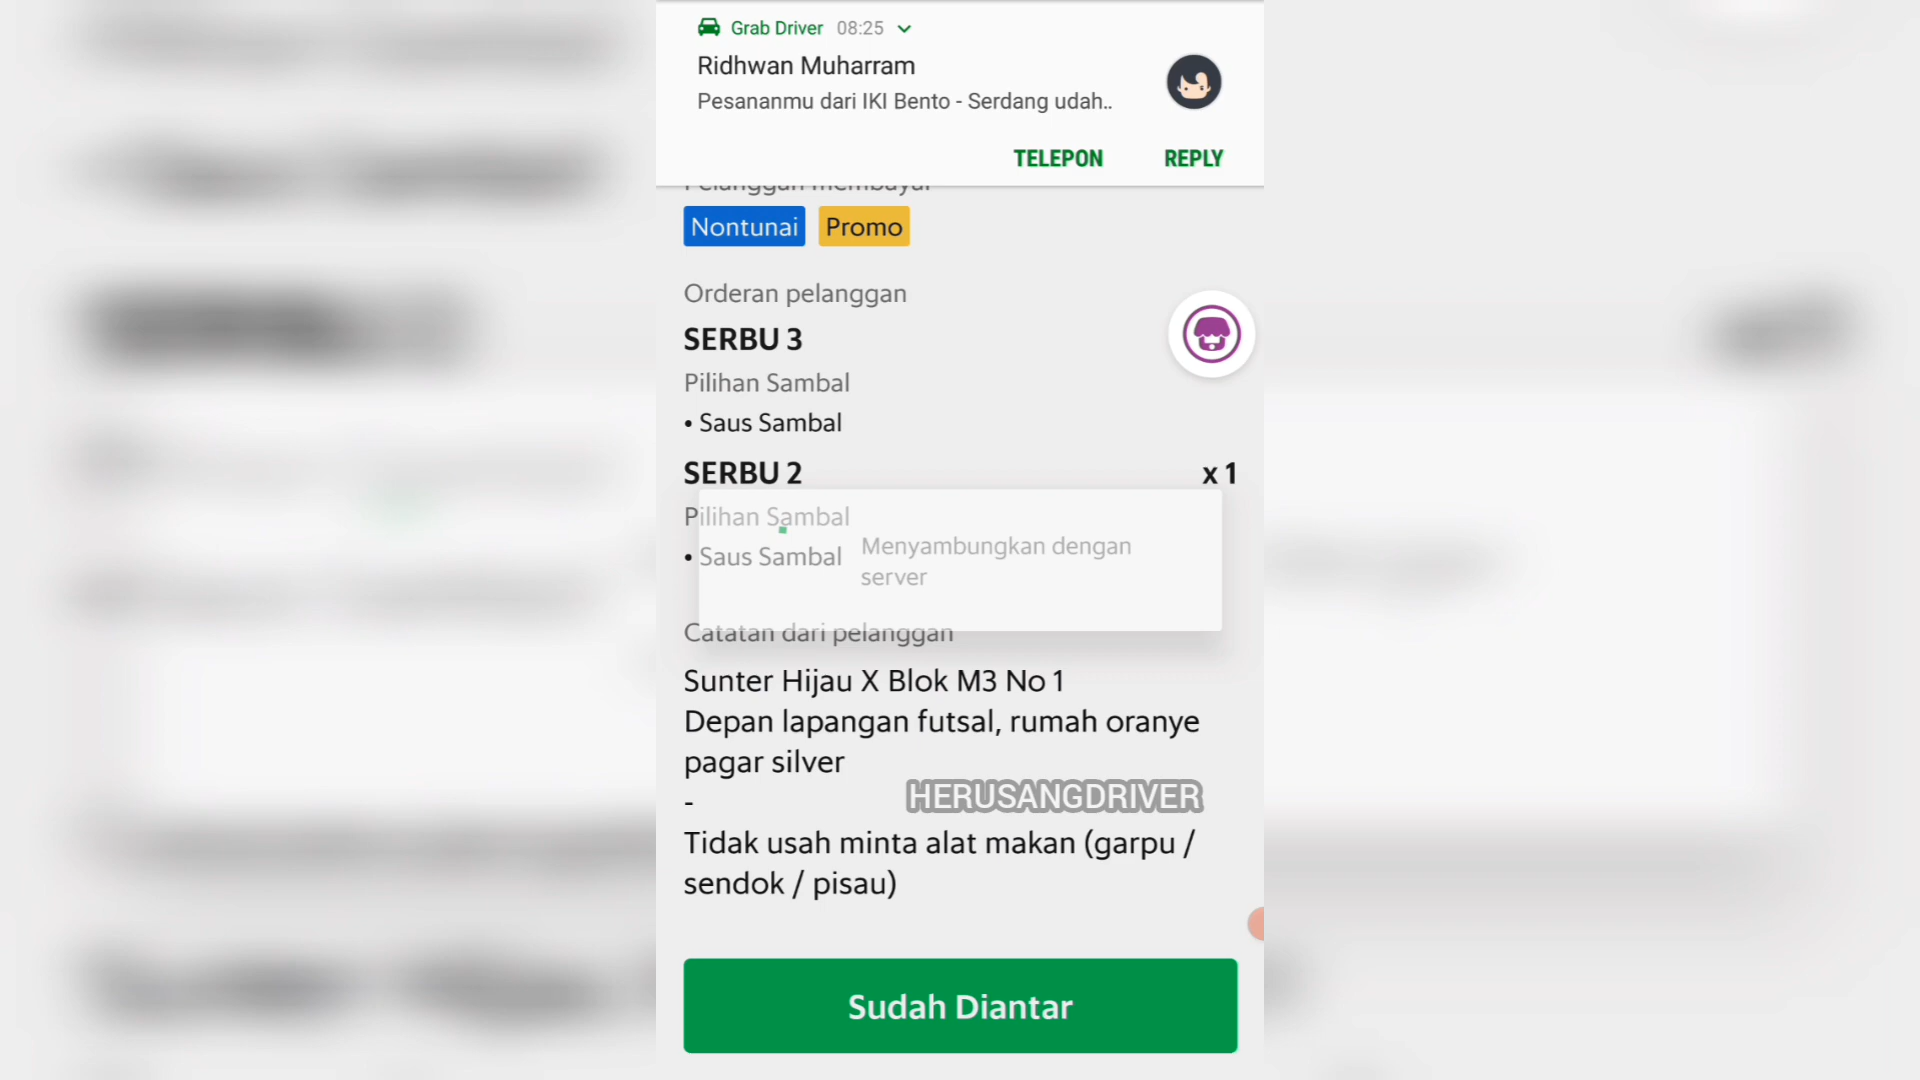 Grab Driver 08:25
Ridhwan Muharram
Pesananmu dari IKI Bento - Serdang udah..
TELEPON REPLY
Pelanggan membayar
Nontunai Promo
Orderan pelanggan
SERBU 3
Pilihan Sambal
• Saus Sambal
SERBU 2 x 1
Pilihan Sambal
• Saus Sambal
Menyambungkan dengan
server
Catatan dari pelanggan
Sunter Hijau X Blok M3 No 1
Depan lapangan futsal, rumah oranye
pagar silver
-
HERUSANGDRIVER
Tidak usah minta alat makan (garpu /
sendok / pisau)
Sudah Diantar